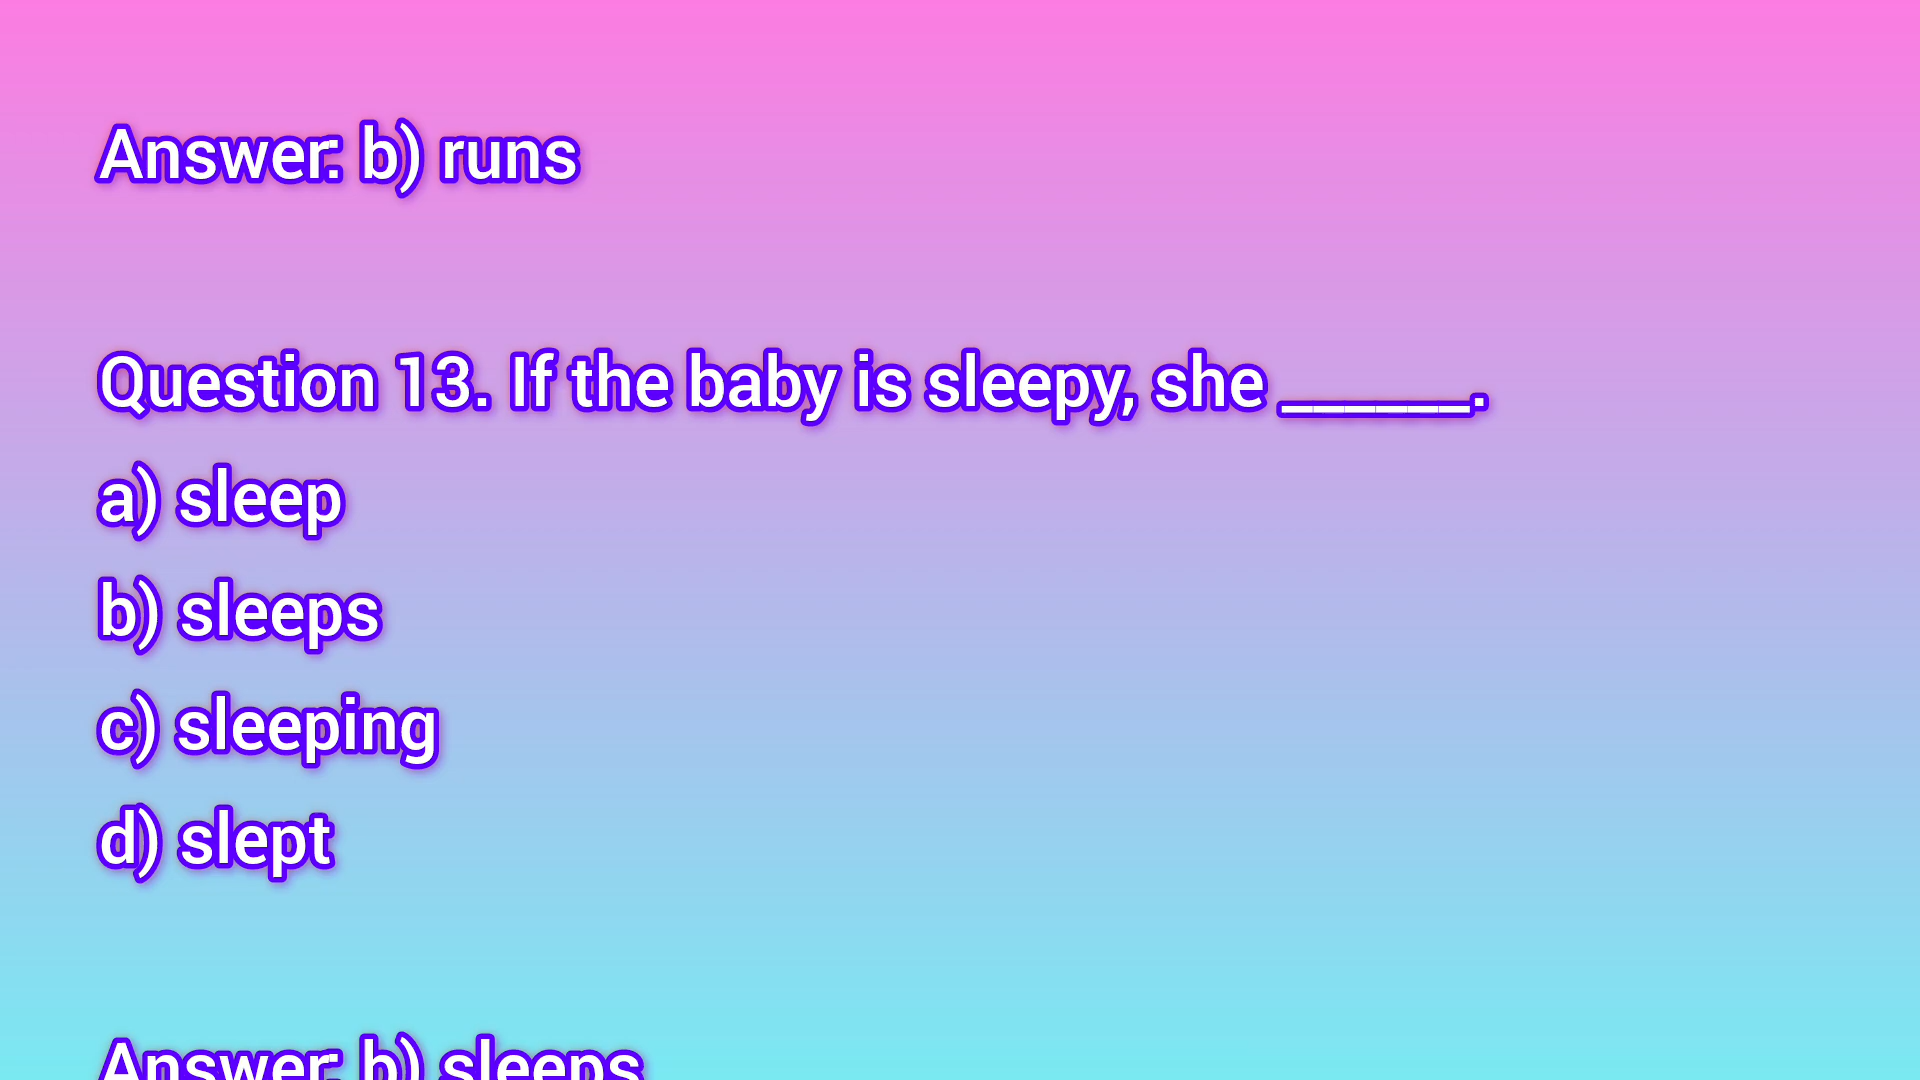 Answer: b) runs
Question 13. If the baby is sleepy, she ______.
a) sleep
b) sleeps
c) sleeping
d) slept
Answer: b) sleeps